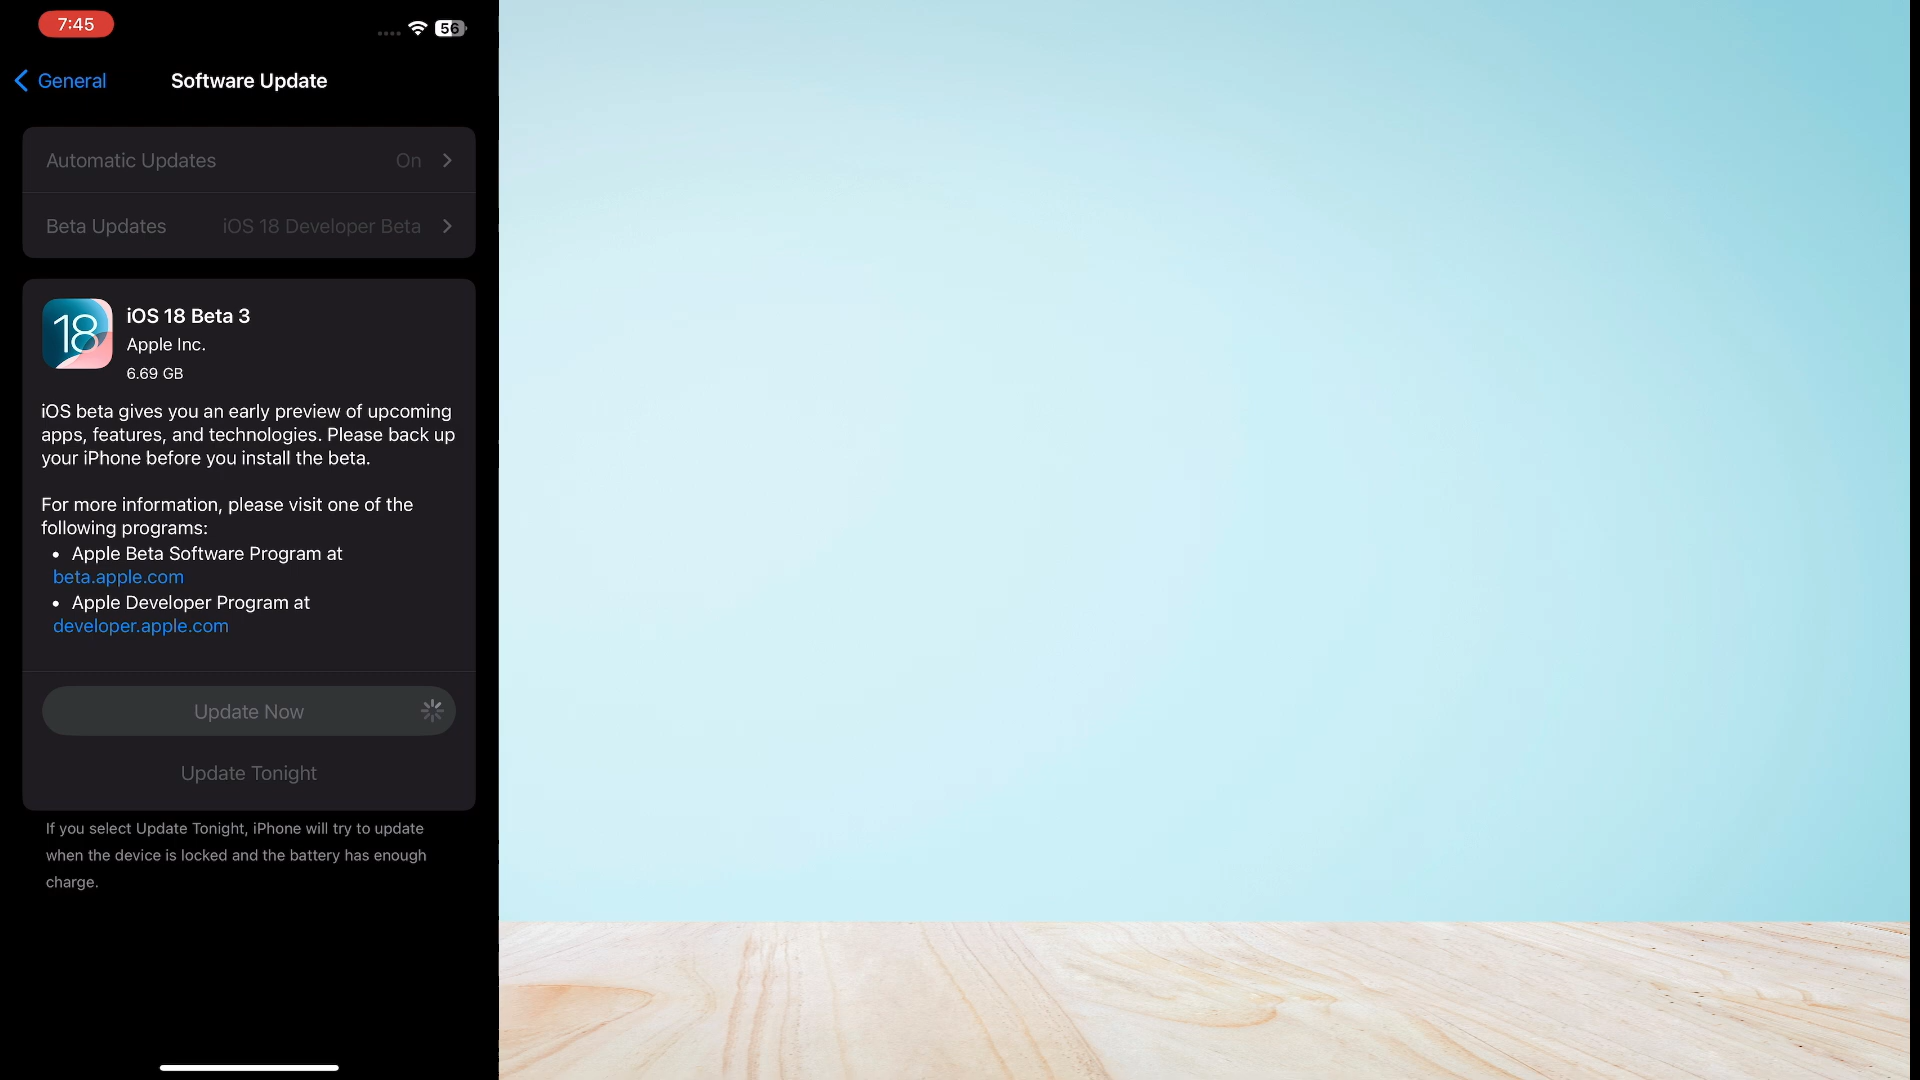 7:45
56
General
Software Update
Automatic Updates On
Beta Updates iOS 18 Developer Beta
18
iOS 18 Beta 3
Apple Inc.
6.69 GB
iOS beta gives you an early preview of upcoming
apps, features, and technologies. Please back up
your iPhone before you install the beta.
For more information, please visit one of the
following programs:
• Apple Beta Software Program at
beta.apple.com
• Apple Developer Program at
developer.apple.com
Update Now
Update Tonight
If you select Update Tonight, iPhone will try to update
when the device is locked and the battery has enough
charge.